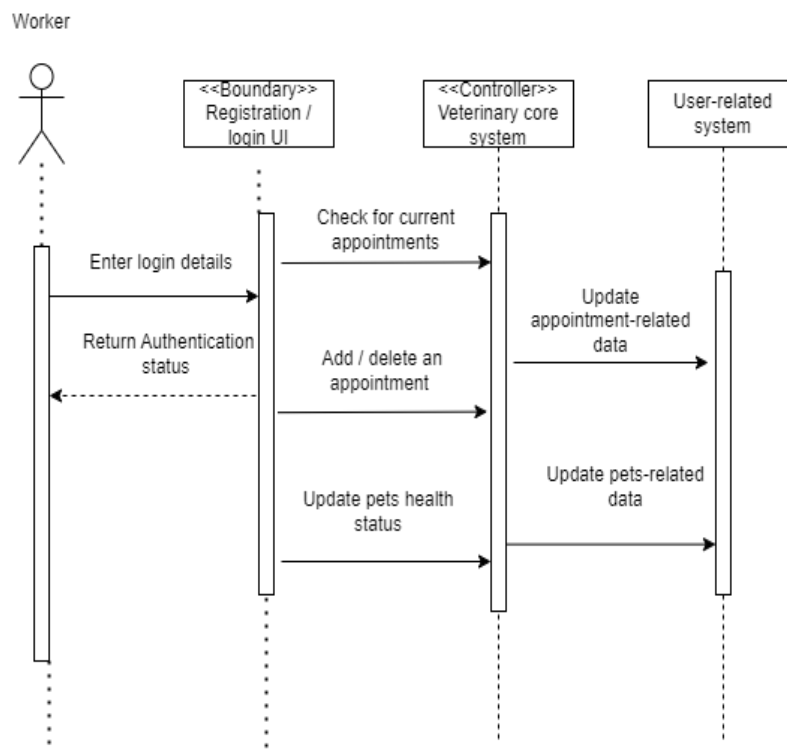 Worker
<<Boundary>>
Registration /
login UI
<<Controller>>
Veterinary core
system
User-related
system
Check for current
appointments
Enter login details
Update
appointment-related
data
Return Authentication
status
Add / delete an
appointment
Update pets-related
data
Update pets health
status